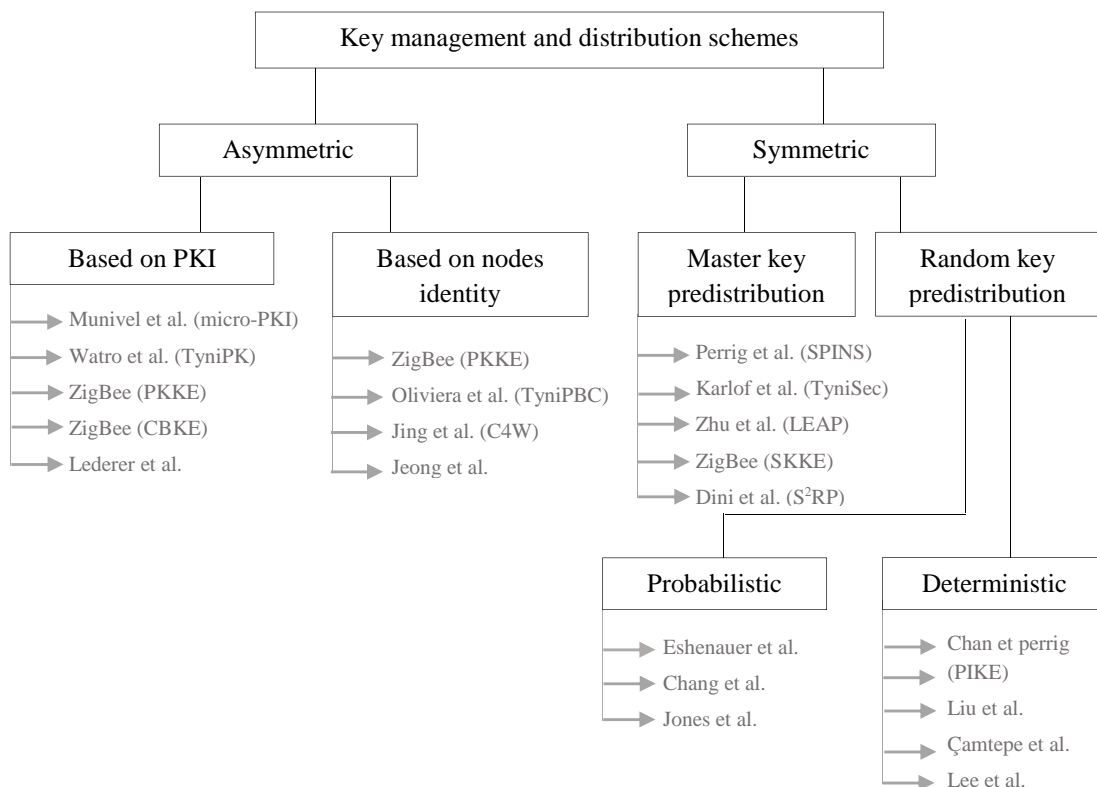 Key management and distribution schemes
Asymmetric
Symmetric
Based on PKI
Based on nodes
identity
Master key
predistribution
Random key
predistribution
Munivel et al. (micro-PKI)
Watro et al. (TyniPK)
ZigBee (PKKE)
ZigBee (CBKE)
Lederer et al.
ZigBee (PKKE)
Oliviera et al. (TyniPBC)
Jing et al. (C4W)
Jeong et al.
Perrig et al. (SPINS)
Karlof et al. (TyniSec)
Zhu et al. (LEAP)
ZigBee (SKKE)
Dini et al. (S²RP)
Probabilistic
Deterministic
Eshenauer et al.
Chang et al.
Jones et al.
Chan et perrig
(PIKE)
Liu et al.
Çamtepe et al.
Lee et al.